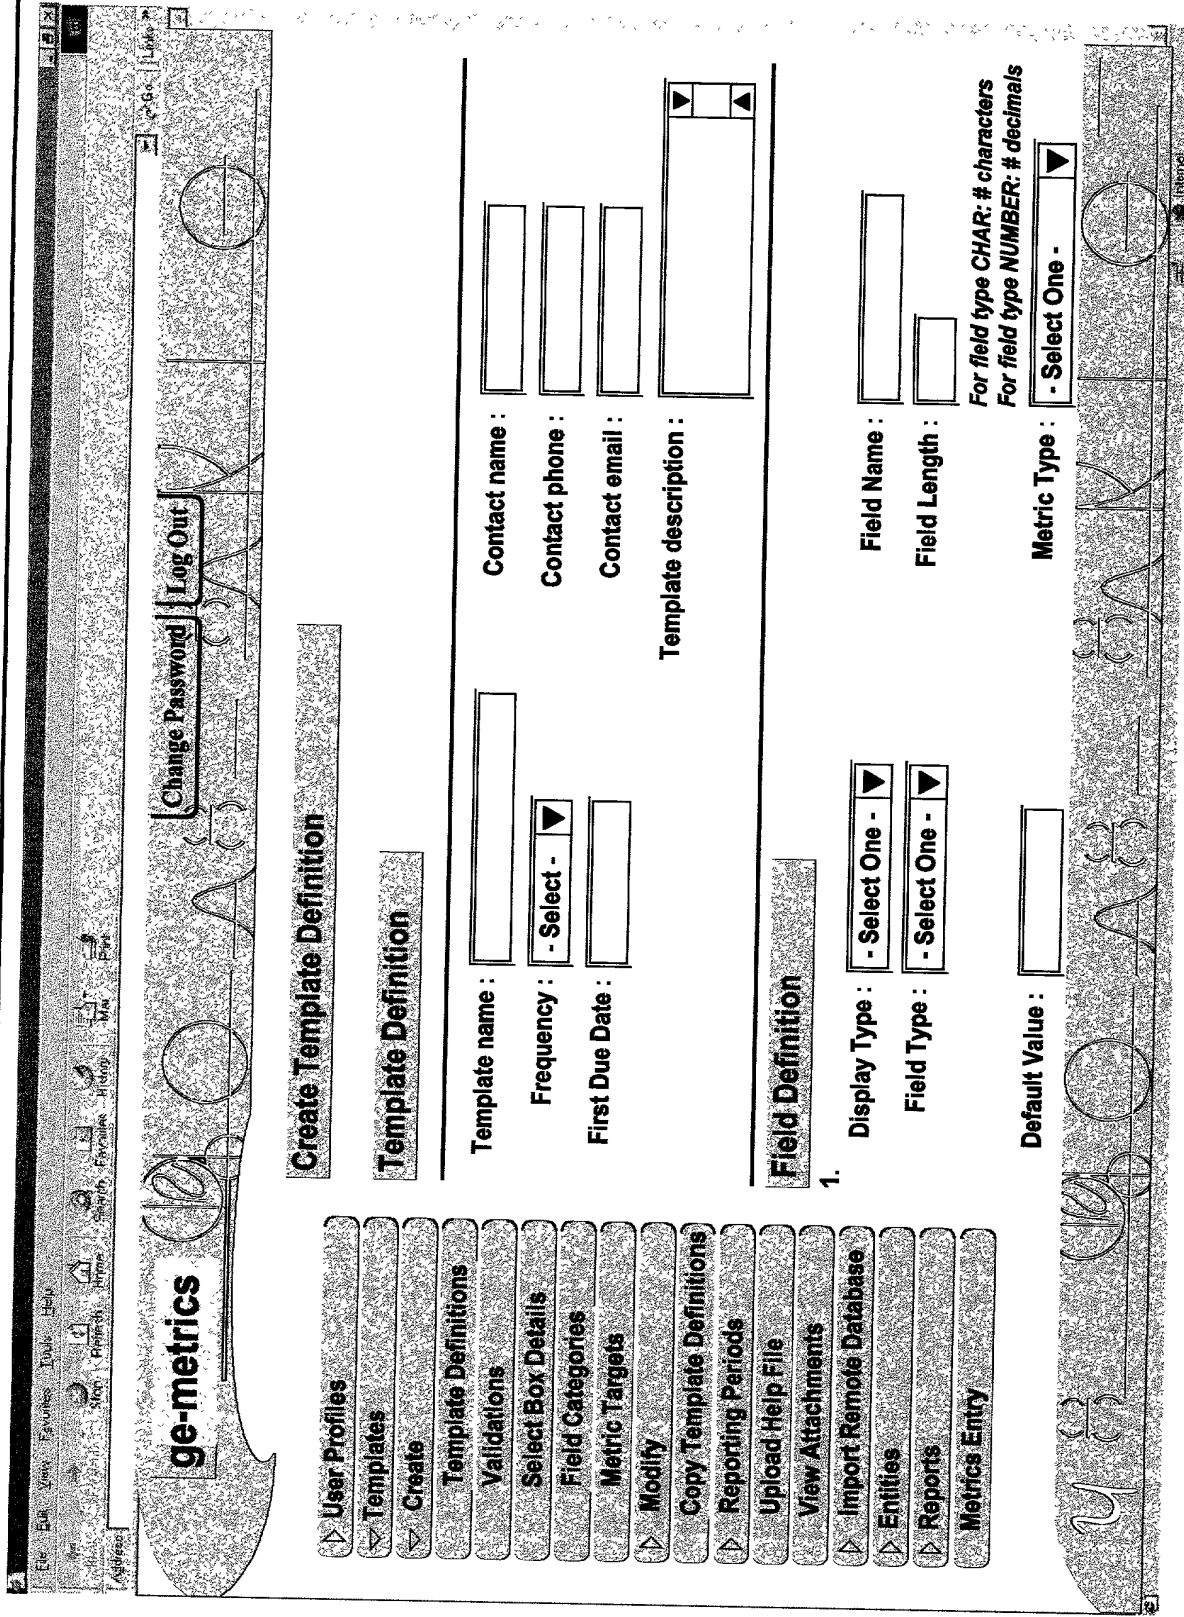 File Edit View Favorites Tools Help
Stop Refresh Home Search Favorites History Mail Print
Address
Go Links »
ge-metrics
Change Password Log Out
▷ User Profiles
▽ Templates
▽ Create
Template Definitions
Validations
Select Box Details
Field Categories
Metric Targets
▷ Modify
Copy Template Definitions
▷ Reporting Periods
Upload Help File
View Attachments
▷ Import Remote Database
▷ Entities
▷ Reports
Metrics Entry
Create Template Definition
Template Definition
Template name :
Contact name :
Frequency : - Select -
Contact phone :
First Due Date :
Contact email :
Template description :
Field Definition
1.
Display Type : - Select One -
Field Name :
Field Type : - Select One -
Field Length :
For field type CHAR: # characters
For field type NUMBER: # decimals
Default Value :
Metric Type : - Select One -
Internet